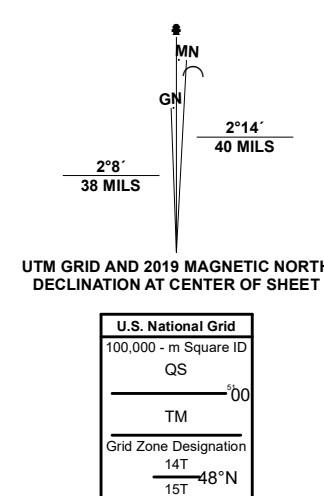 MN
GN
2°14´
40 MILS
2°8´
38 MILS
UTM GRID AND 2019 MAGNETIC NORTH
DECLINATION AT CENTER OF SHEET
U.S. National Grid
100,000 - m Square ID
QS
5100
TM
Grid Zone Designation
14T
48°N
15T